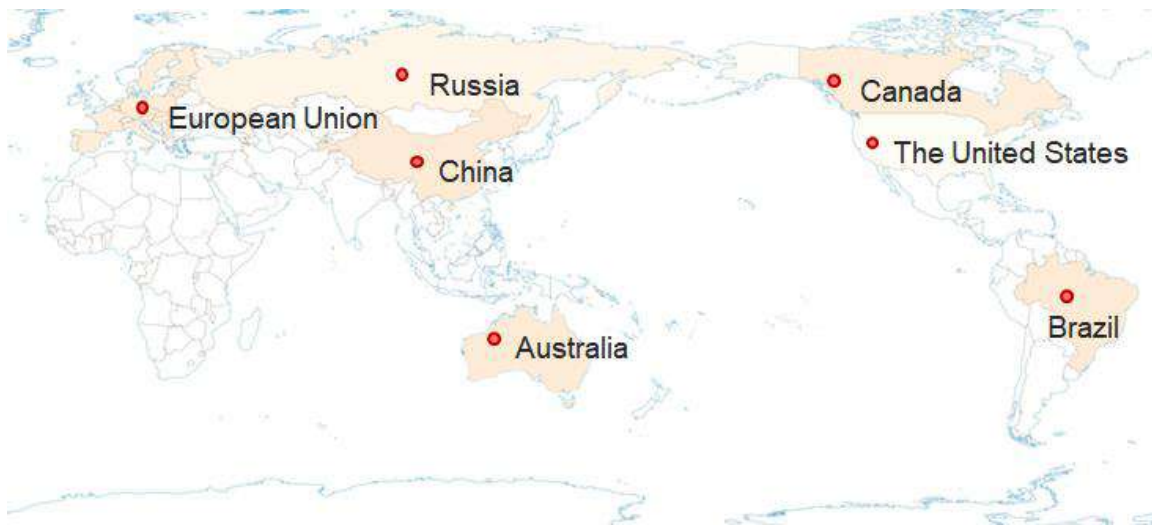 Russia
Canada
European Union
The United States
China
Brazil
Australia